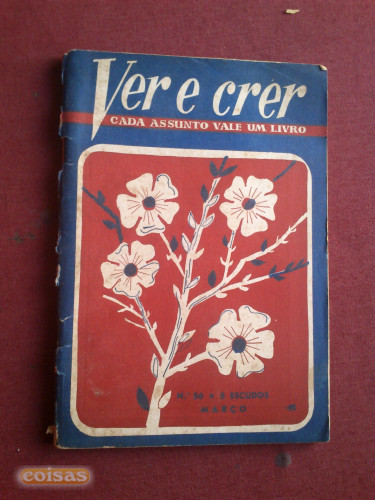 Ver e crer
CADA ASSUNTO VALE UM LIVRO
ESCUDOS
MARÇO
coisas